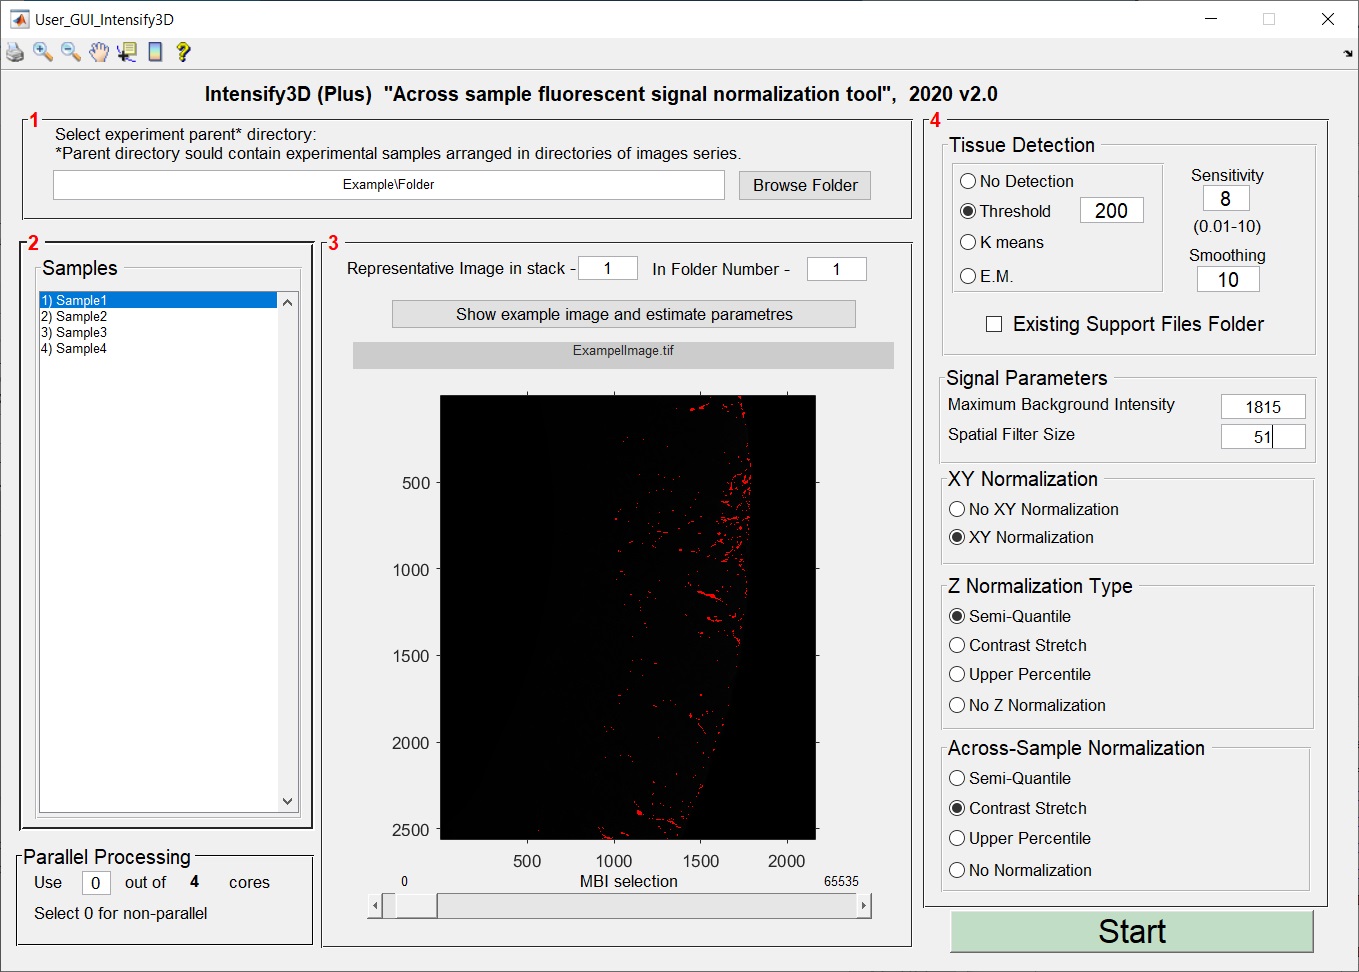 User_GUI_Intensify3D
Intensify3D (Plus) "Across sample fluorescent signal normalization tool", 2020 v2.0
1
Select experiment parent* directory:
*Parent directory sould contain experimental samples arranged in directories of images series.
Example\Folder
Browse Folder
2
Samples
1) Sample1
2) Sample2
3) Sample3
4) Sample4
Parallel Processing
Use 0 out of 4 cores
Select 0 for non-parallel
3
Representative Image in stack - 1 In Folder Number - 1
Show example image and estimate parametres
ExampelImage.tif
500
1000
1500
2000
2500
500 1000 1500 2000
MBI selection
0 65535
4
Tissue Detection
No Detection
Threshold 200
K means
E.M.
Sensitivity
8
(0.01-10)
Smoothing
10
Existing Support Files Folder
Signal Parameters
Maximum Background Intensity 1815
Spatial Filter Size 51
XY Normalization
No XY Normalization
XY Normalization
Z Normalization Type
Semi-Quantile
Contrast Stretch
Upper Percentile
No Z Normalization
Across-Sample Normalization
Semi-Quantile
Contrast Stretch
Upper Percentile
No Normalization
Start